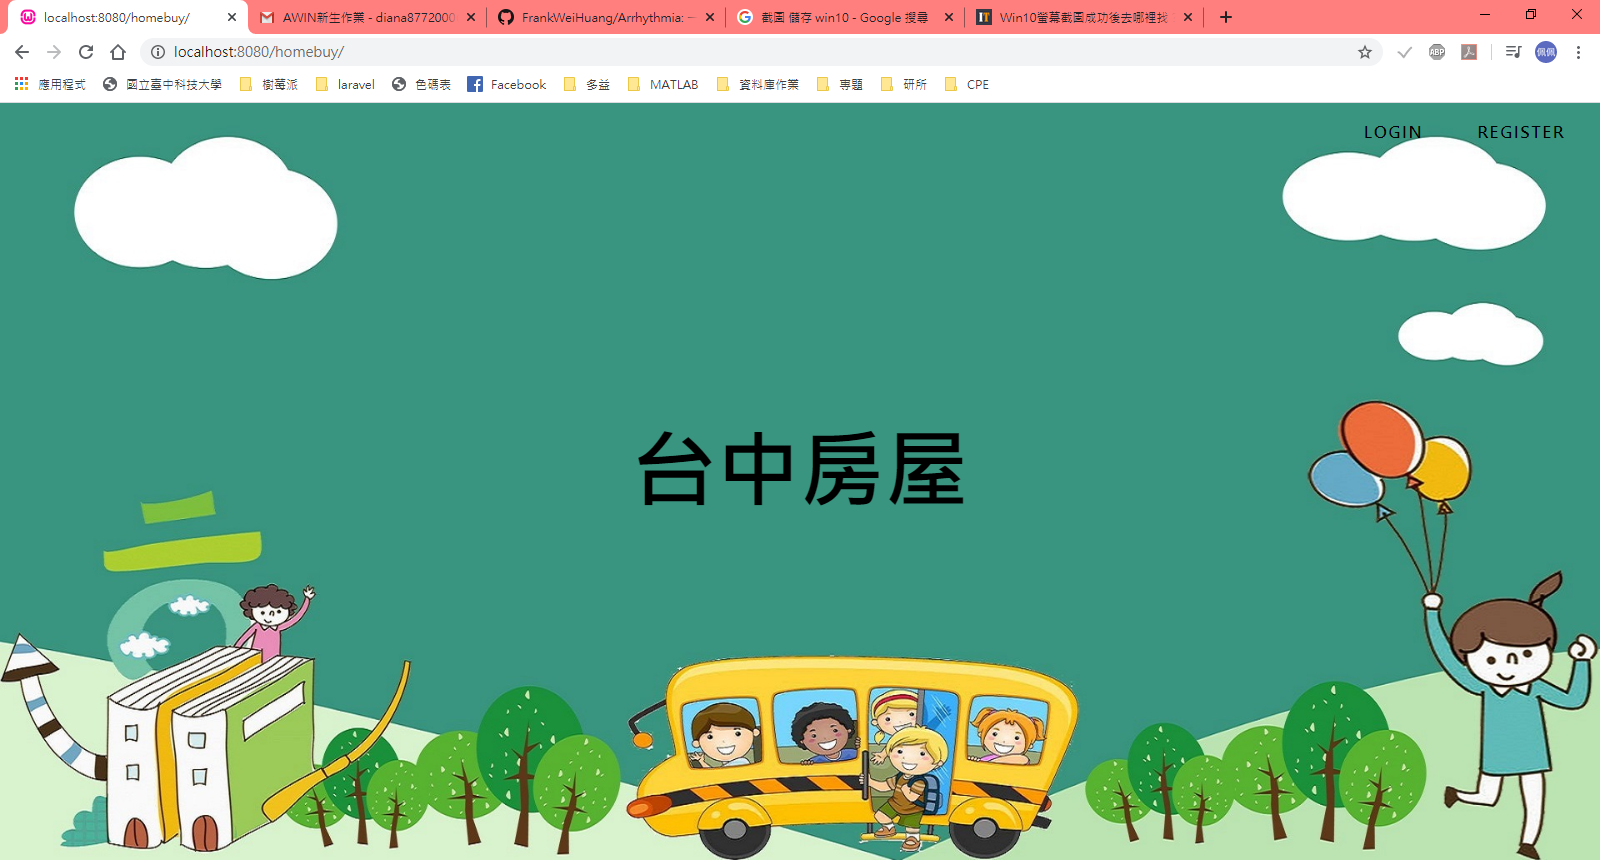 localhost:8080/homebuy/
AWIN新生作業 - diana8772000
FrankWeiHuang/Arrhythmia: 一
截圖 儲存 win10 - Google 搜尋
Win10螢幕截圖成功後去哪裡找
localhost:8080/homebuy/
ABP
佩佩
應用程式
國立臺中科技大學
樹莓派
laravel
色碼表
Facebook
多益
MATLAB
資料庫作業
專題
研所
CPE
LOGIN
REGISTER
台中房屋